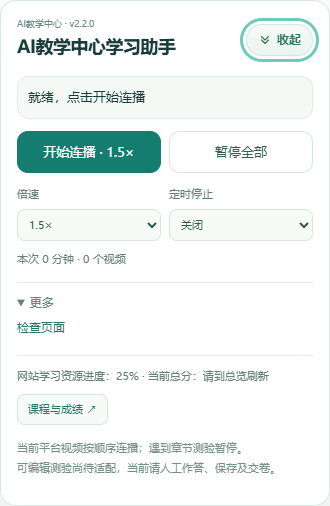 AI教学中心 · v2.2.0
AI教学中心学习助手
收起
就绪，点击开始连播
开始连播 · 1.5×
暂停全部
倍速
定时停止
1.5×
关闭
本次 0 分钟 · 0 个视频
▼ 更多
检查页面
网站学习资源进度：25% · 当前总分：请到总览刷新
课程与成绩 ↗
当前平台视频按顺序连播；遇到章节测验暂停。
可编辑测验尚待适配，当前请人工作答、保存及交卷。